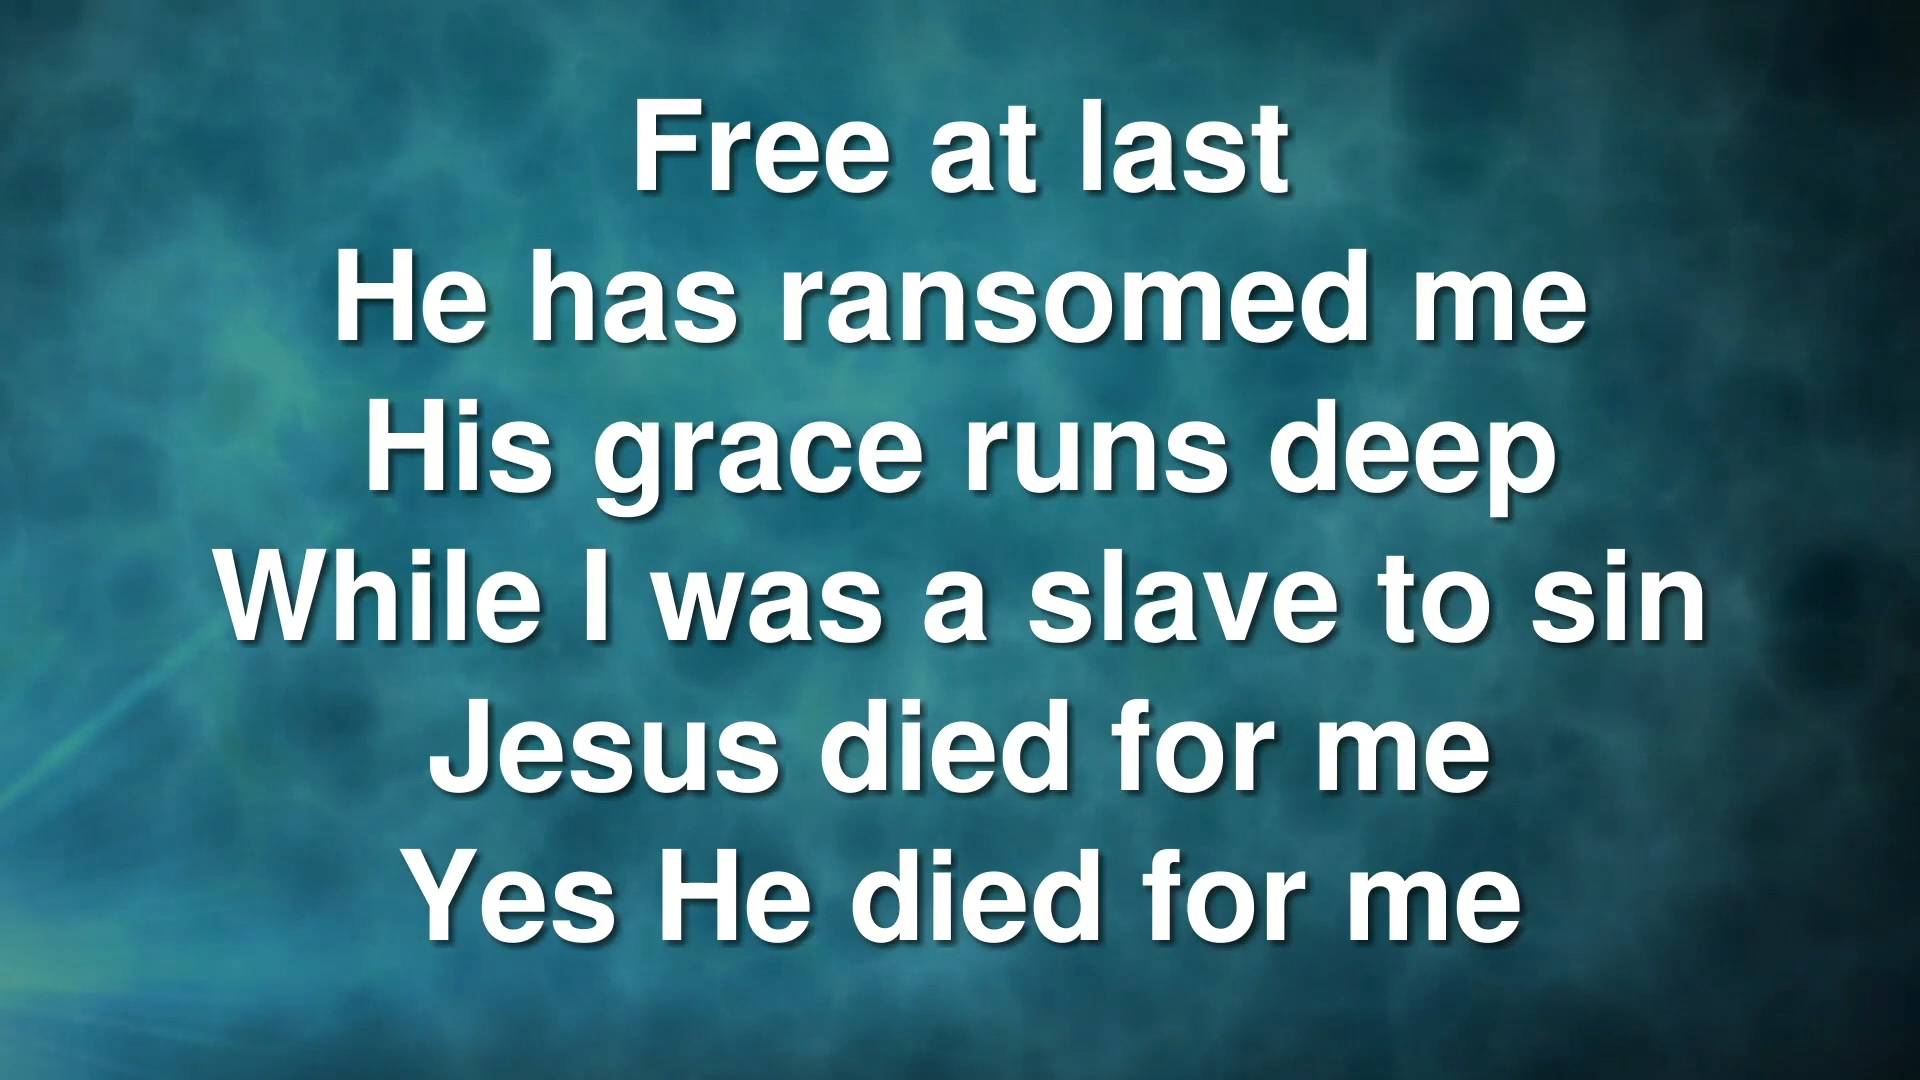 Free at last
He has ransomed me
His grace runs deep
While I was a slave to sin
Jesus died for me
Yes He died for me